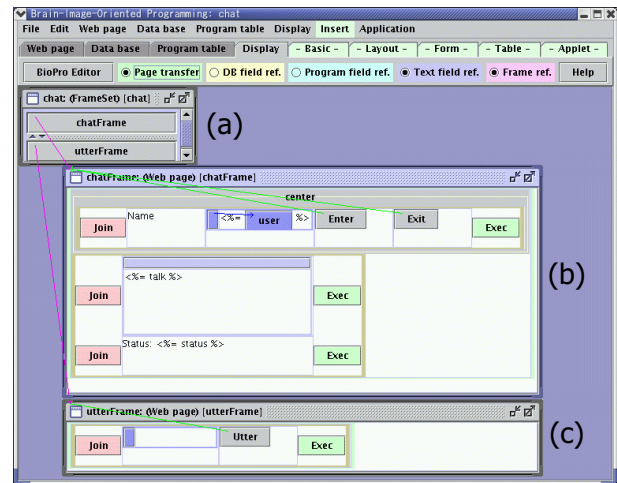 Brain-Image-Oriented Programming: chat
File Edit Web page Data base Program table Display Insert Application
Web page Data base Program table Display - Basic - - Layout - - Form - - Table - - Applet -
BioPro Editor Page transfer DB field ref. Program field ref. Text field ref. Frame ref. Help
chat: (FrameSet) [chat]
chatFrame
utterFrame
(a)
chatFrame: (Web page) [chatFrame]
center
Join Name <%= user %> Enter Exit Exec
<%= talk %>
Join Exec
Status: <%= status %>
Join Exec
(b)
utterFrame: (Web page) [utterFrame]
Join Utter Exec
(c)